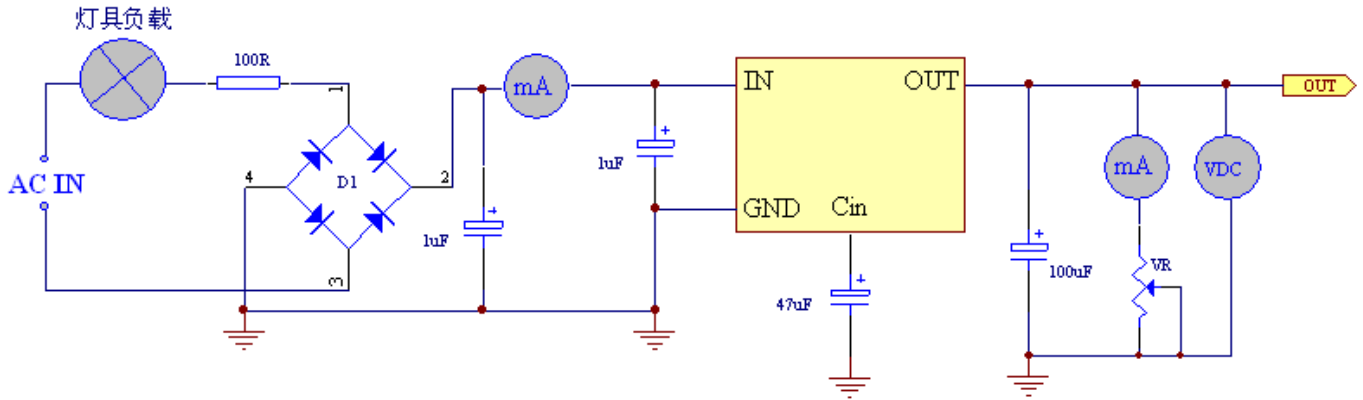 灯具负载
100R
1
mA
IN
OUT
OUT
AC IN
4
D1
2
1uF
mA
VDC
GND
Cin
1uF
3
47uF
100uF
VR